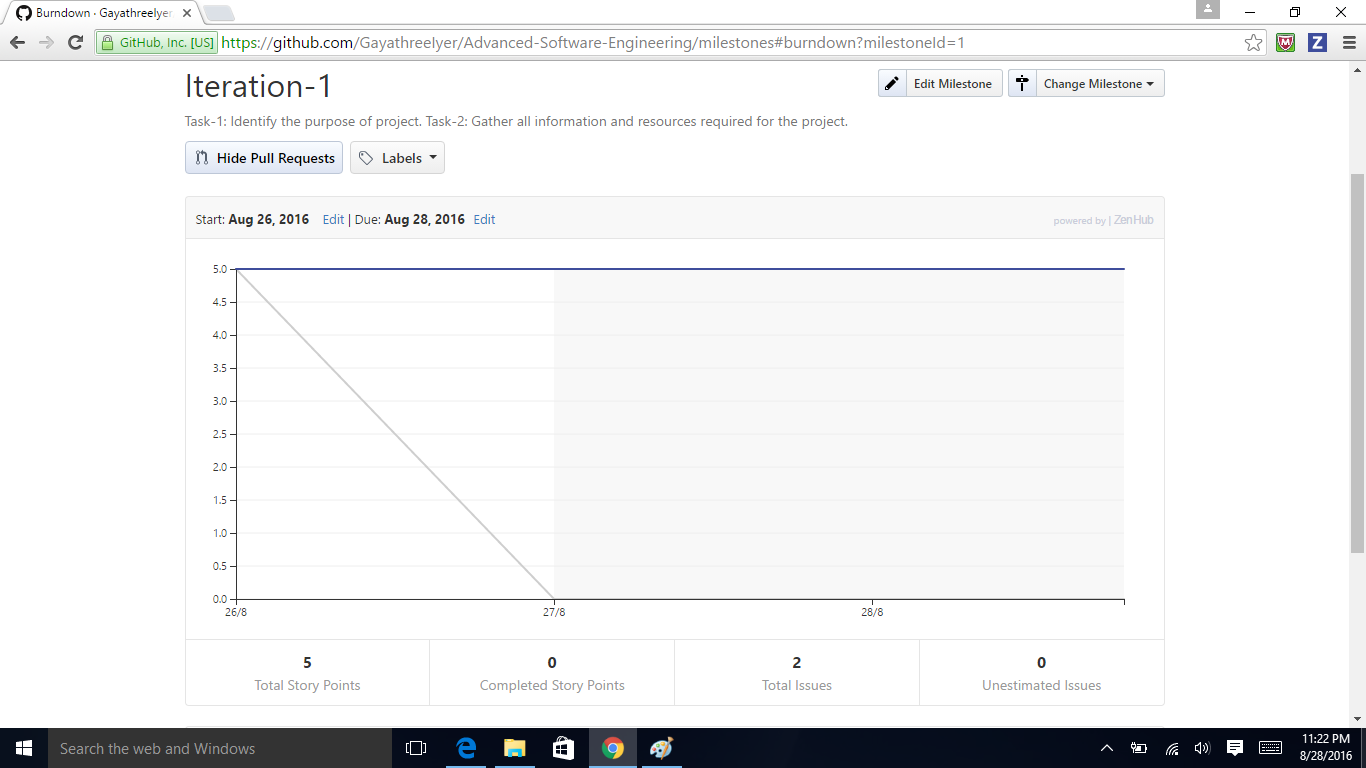 Burndown · Gayathreelyer
GitHub, Inc. [US] https://github.com/Gayathreelyer/Advanced-Software-Engineering/milestones#burndown?milestoneId=1
Iteration-1
Edit Milestone
Change Milestone
Task-1: Identify the purpose of project. Task-2: Gather all information and resources required for the project.
Hide Pull Requests
Labels
Start: Aug 26, 2016 Edit | Due: Aug 28, 2016 Edit
powered by | ZenHub
5.0
4.5
4.0
3.5
3.0
2.5
2.0
1.5
1.0
0.5
0.0
26/8 27/8 28/8
5 0 2 0
Total Story Points Completed Story Points Total Issues Unestimated Issues
Search the web and Windows
11:22 PM
8/28/2016